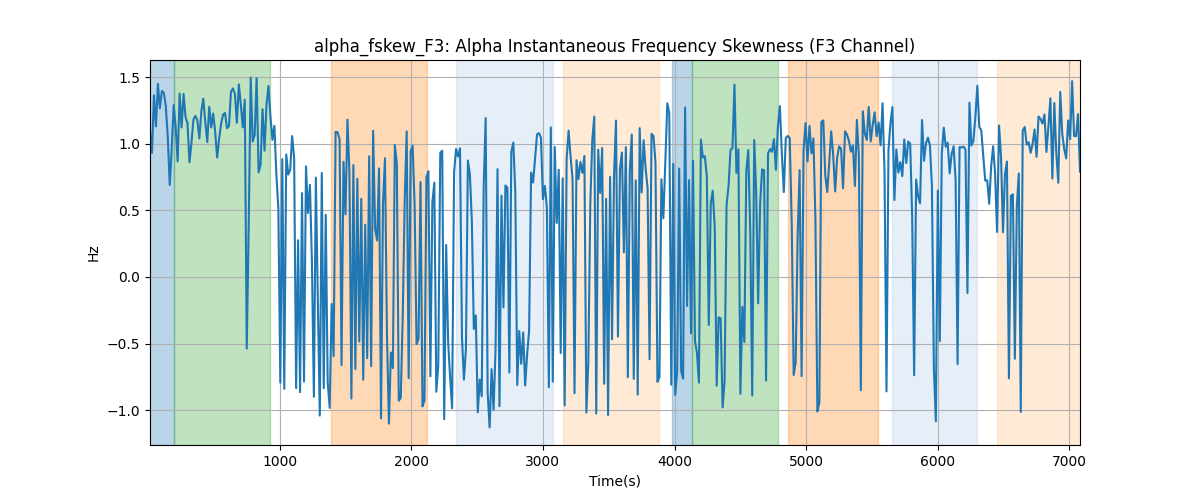 alpha_fskew_F3: Alpha Instantaneous Frequency Skewness (F3 Channel)
1.5
1.0
0.5
0.0
−0.5
−1.0
Hz
1000 2000 3000 4000 5000 6000 7000
Time(s)